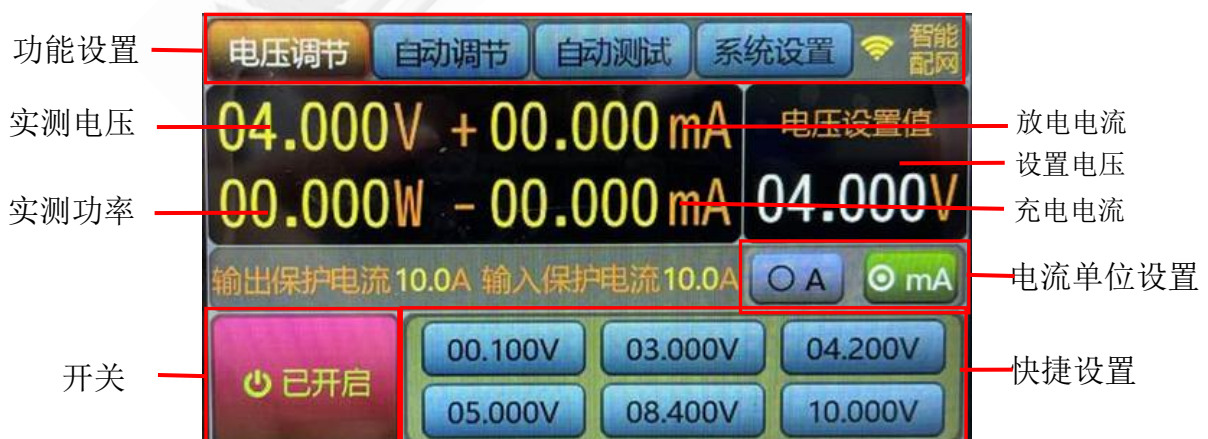 功能设置
电压调节 自动调节 自动测试 系统设置 智能
配网
实测电压
04.000V + 00.000mA
电压设置值
放电电流
设置电压
实测功率
00.000W - 00.000mA
04.000V
充电电流
输出保护电流10.0A 输入保护电流10.0A
A mA
电流单位设置
开关
已开启
00.100V 03.000V 04.200V
05.000V 08.400V 10.000V
快捷设置